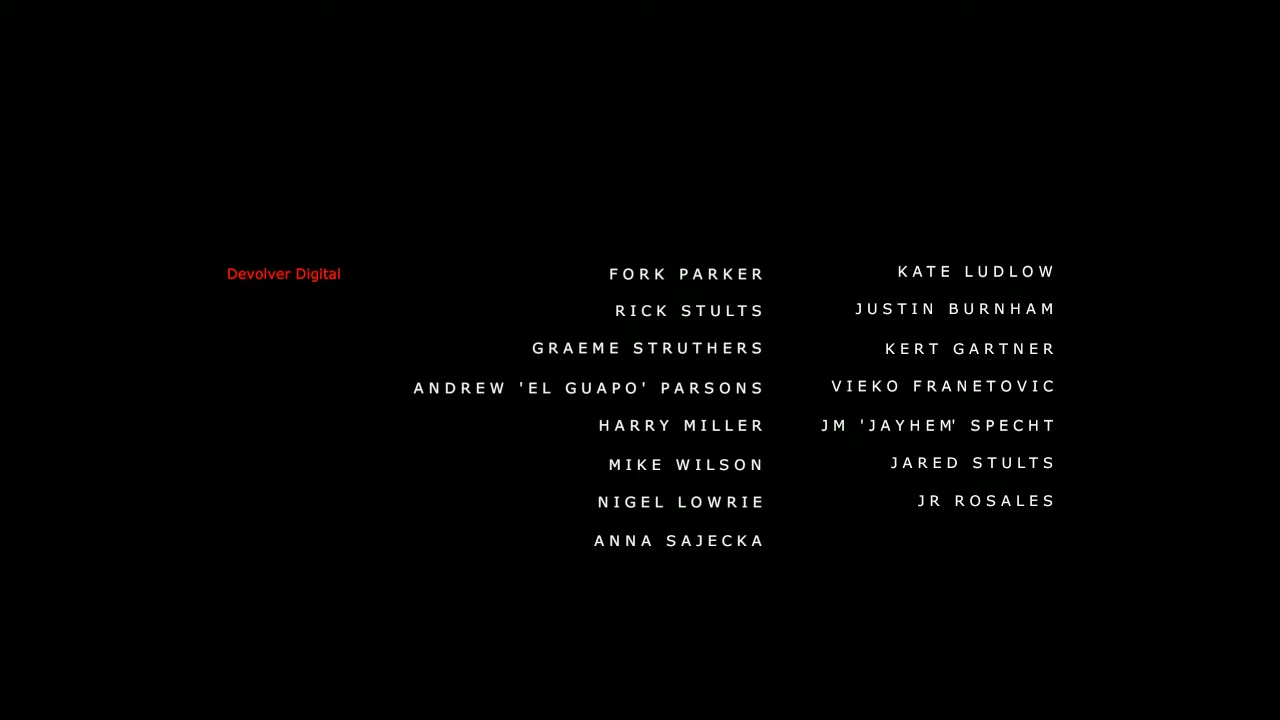 Devolver Digital
FORK PARKER
RICK STULTS
GRAEME STRUTHERS
ANDREW 'EL GUAPO' PARSONS
HARRY MILLER
MIKE WILSON
NIGEL LOWRIE
ANNA SAJECKA
KATE LUDLOW
JUSTIN BURNHAM
KERT GARTNER
VIEKO FRANETOVIC
JM 'JAYHEM' SPECHT
JARED STULTS
JR ROSALES